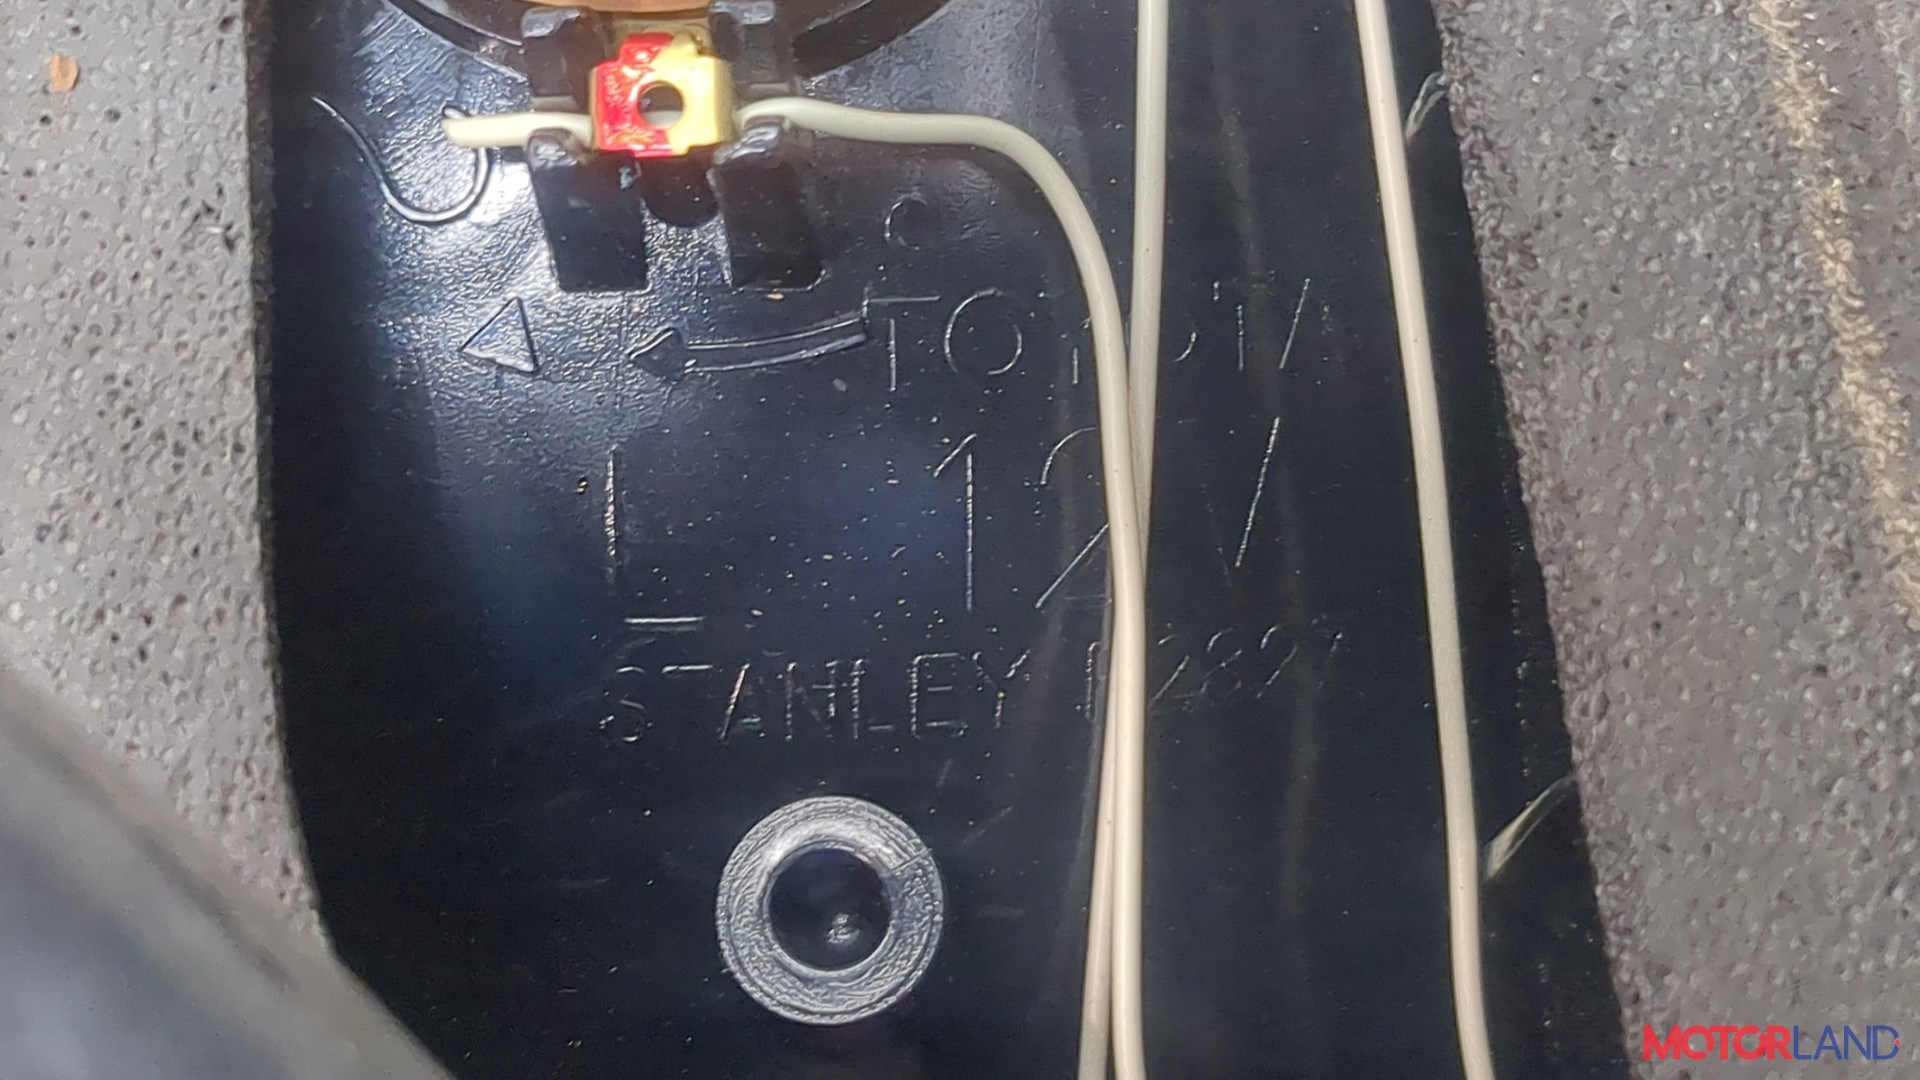 TOYOTA
L 12V
STANLEY
MOTORLAND